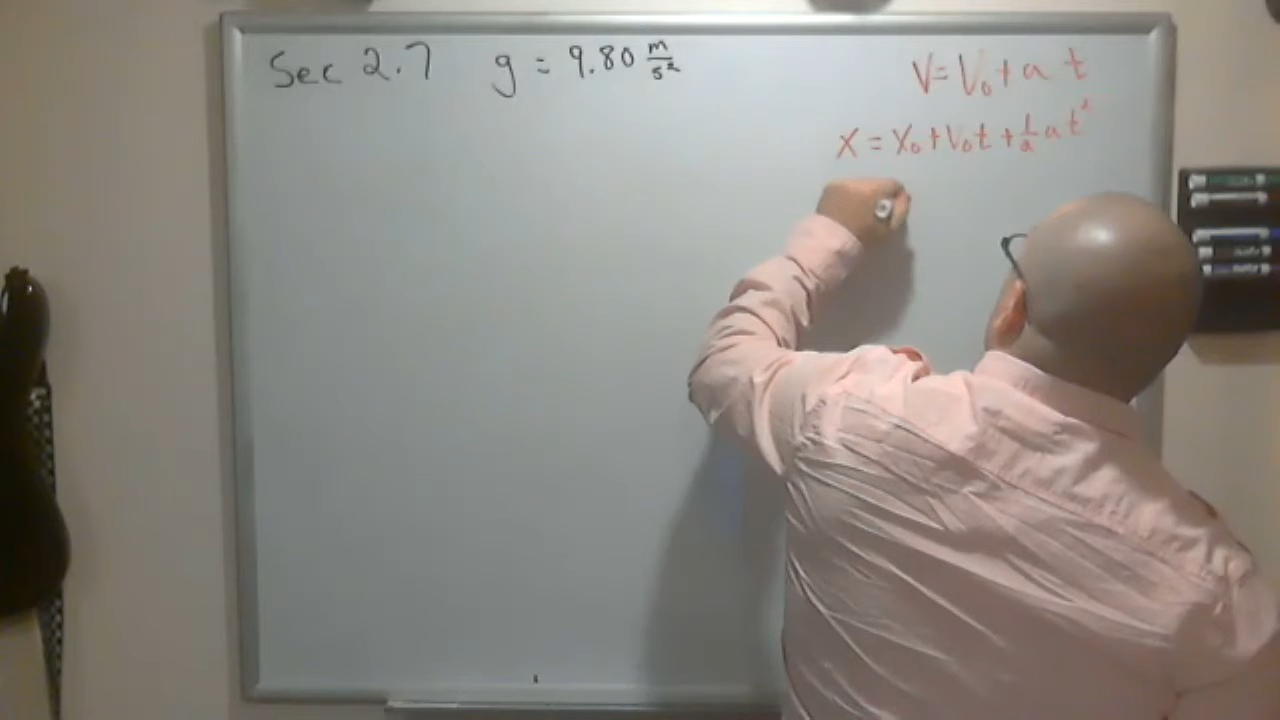 Sec 2.7 g = 9.80 m/s²
V = V₀ + a t
X = X₀ + V₀t + 1/2 a t²